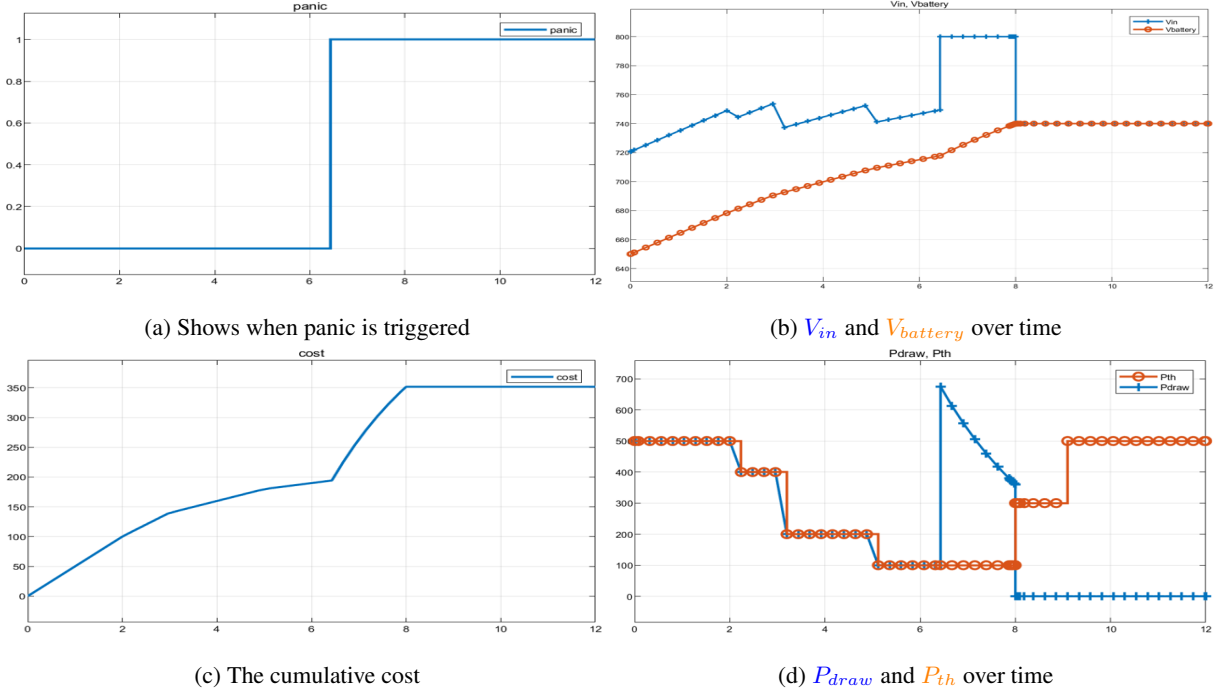 panic
panic
1
0.8
0.6
0.4
0.2
0
0 2 4 6 8 10 12
(a) Shows when panic is triggered
Vin, Vbattery
Vin
Vbattery
800
780
760
740
720
700
680
660
640
0 2 4 6 8 10 12
(b) V_in and V_battery over time
cost
cost
350
300
250
200
150
100
50
0
0 2 4 6 8 10 12
(c) The cumulative cost
Pdraw, Pth
Pth
Pdraw
700
600
500
400
300
200
100
0
0 2 4 6 8 10 12
(d) P_draw and P_th over time